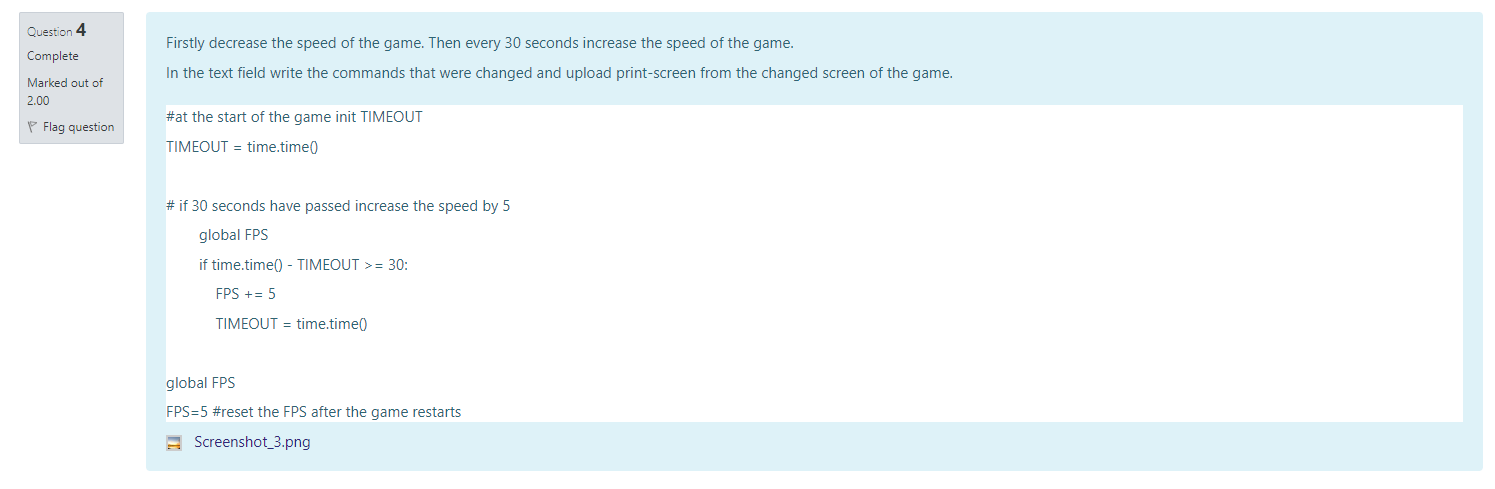 Question 4
Complete
Marked out of
2.00
Flag question
Firstly decrease the speed of the game. Then every 30 seconds increase the speed of the game.
In the text field write the commands that were changed and upload print-screen from the changed screen of the game.
#at the start of the game init TIMEOUT
TIMEOUT = time.time()
# if 30 seconds have passed increase the speed by 5
global FPS
if time.time() - TIMEOUT >= 30:
FPS += 5
TIMEOUT = time.time()
global FPS
FPS=5 #reset the FPS after the game restarts
Screenshot_3.png